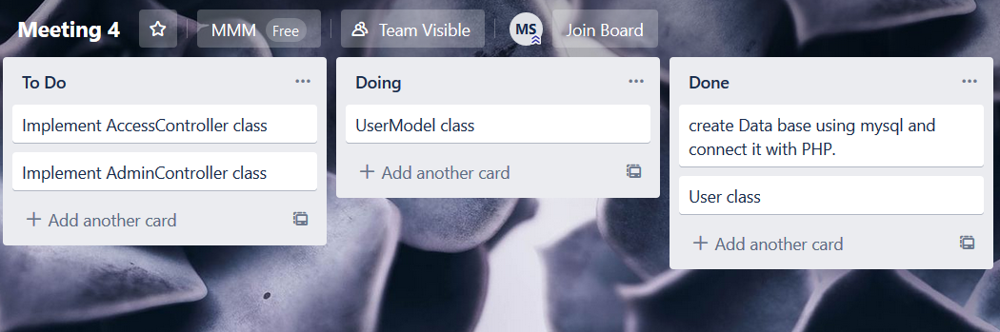 Meeting 4 MMM Free Team Visible MS Join Board
To Do
Implement AccessController class
Implement AdminController class
+ Add another card
Doing
UserModel class
+ Add another card
Done
create Data base using mysql and
connect it with PHP.
User class
+ Add another card